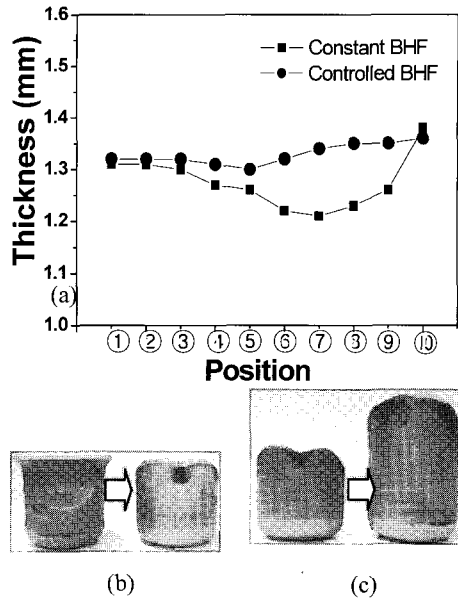 1.6
1.5
1.4
1.3
1.2
1.1
1.0
Thickness (mm)
Constant BHF
Controlled BHF
(a)
① ② ③ ④ ⑤ ⑥ ⑦ ⑧ ⑨ ⑩
Position
(b)
(c)